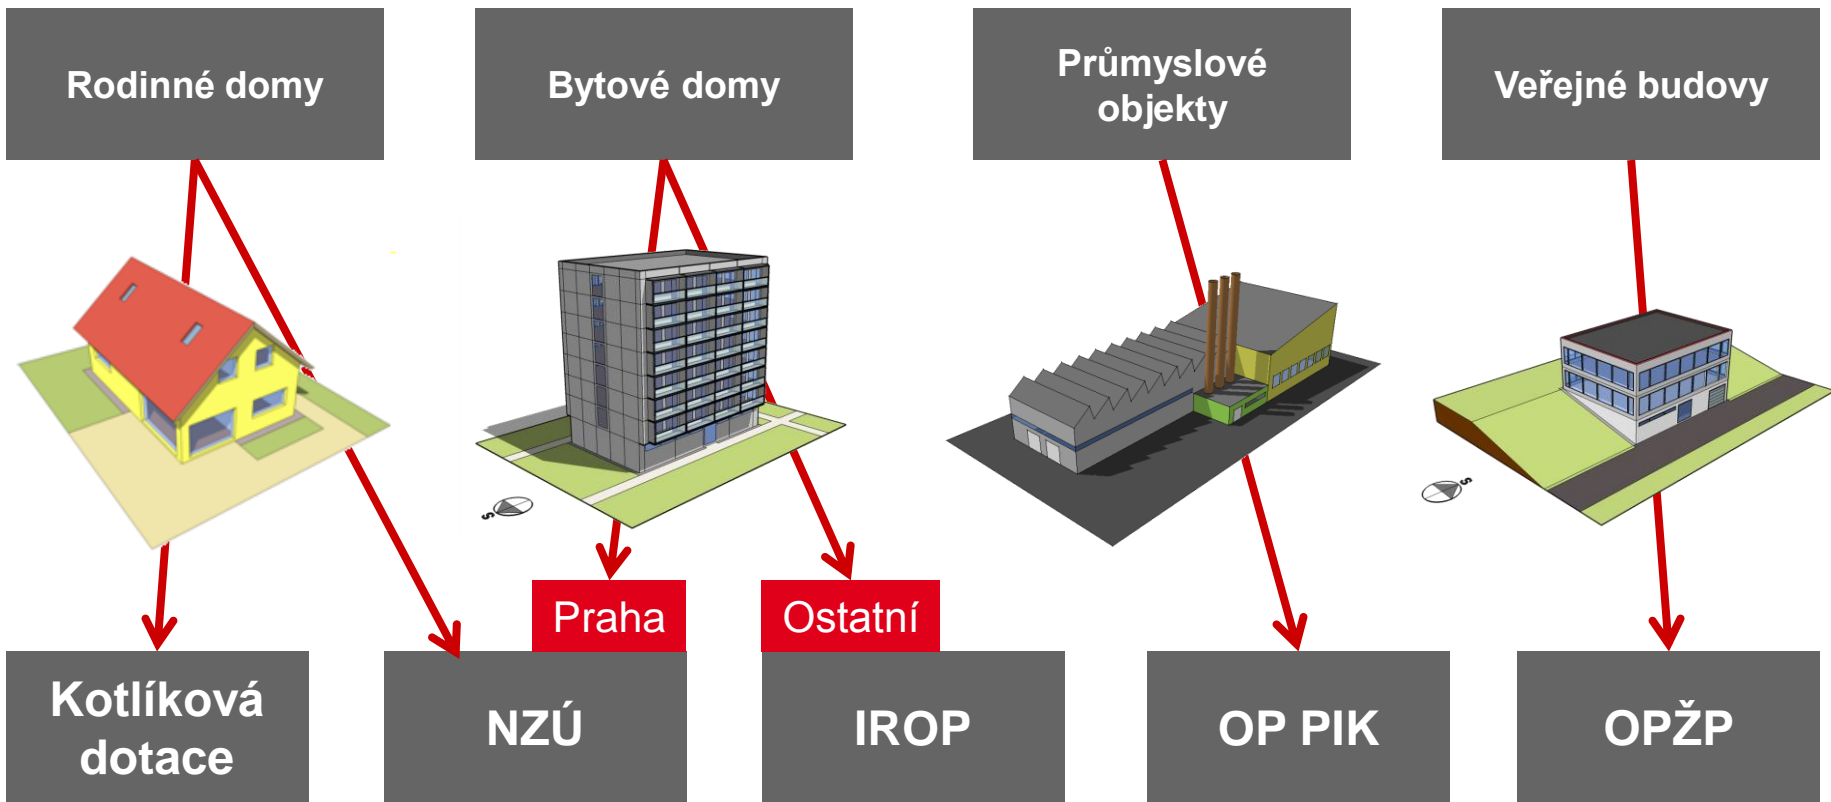 Rodinné domy
Bytové domy
Průmyslové
objekty
Veřejné budovy
S
S
Praha
Ostatní
Kotlíková
dotace
NZÚ
IROP
OP PIK
OPŽP